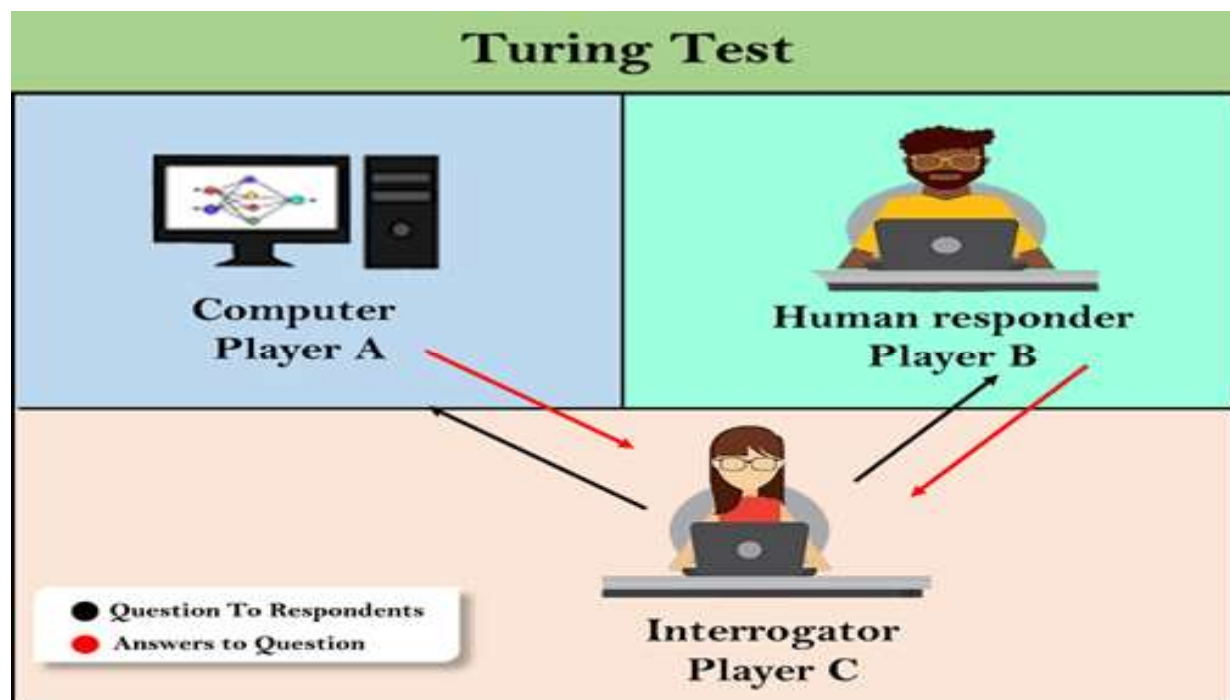 Turing Test
Computer
Player A
Human responder
Player B
Question To Respondents
Answers to Question
Interrogator
Player C